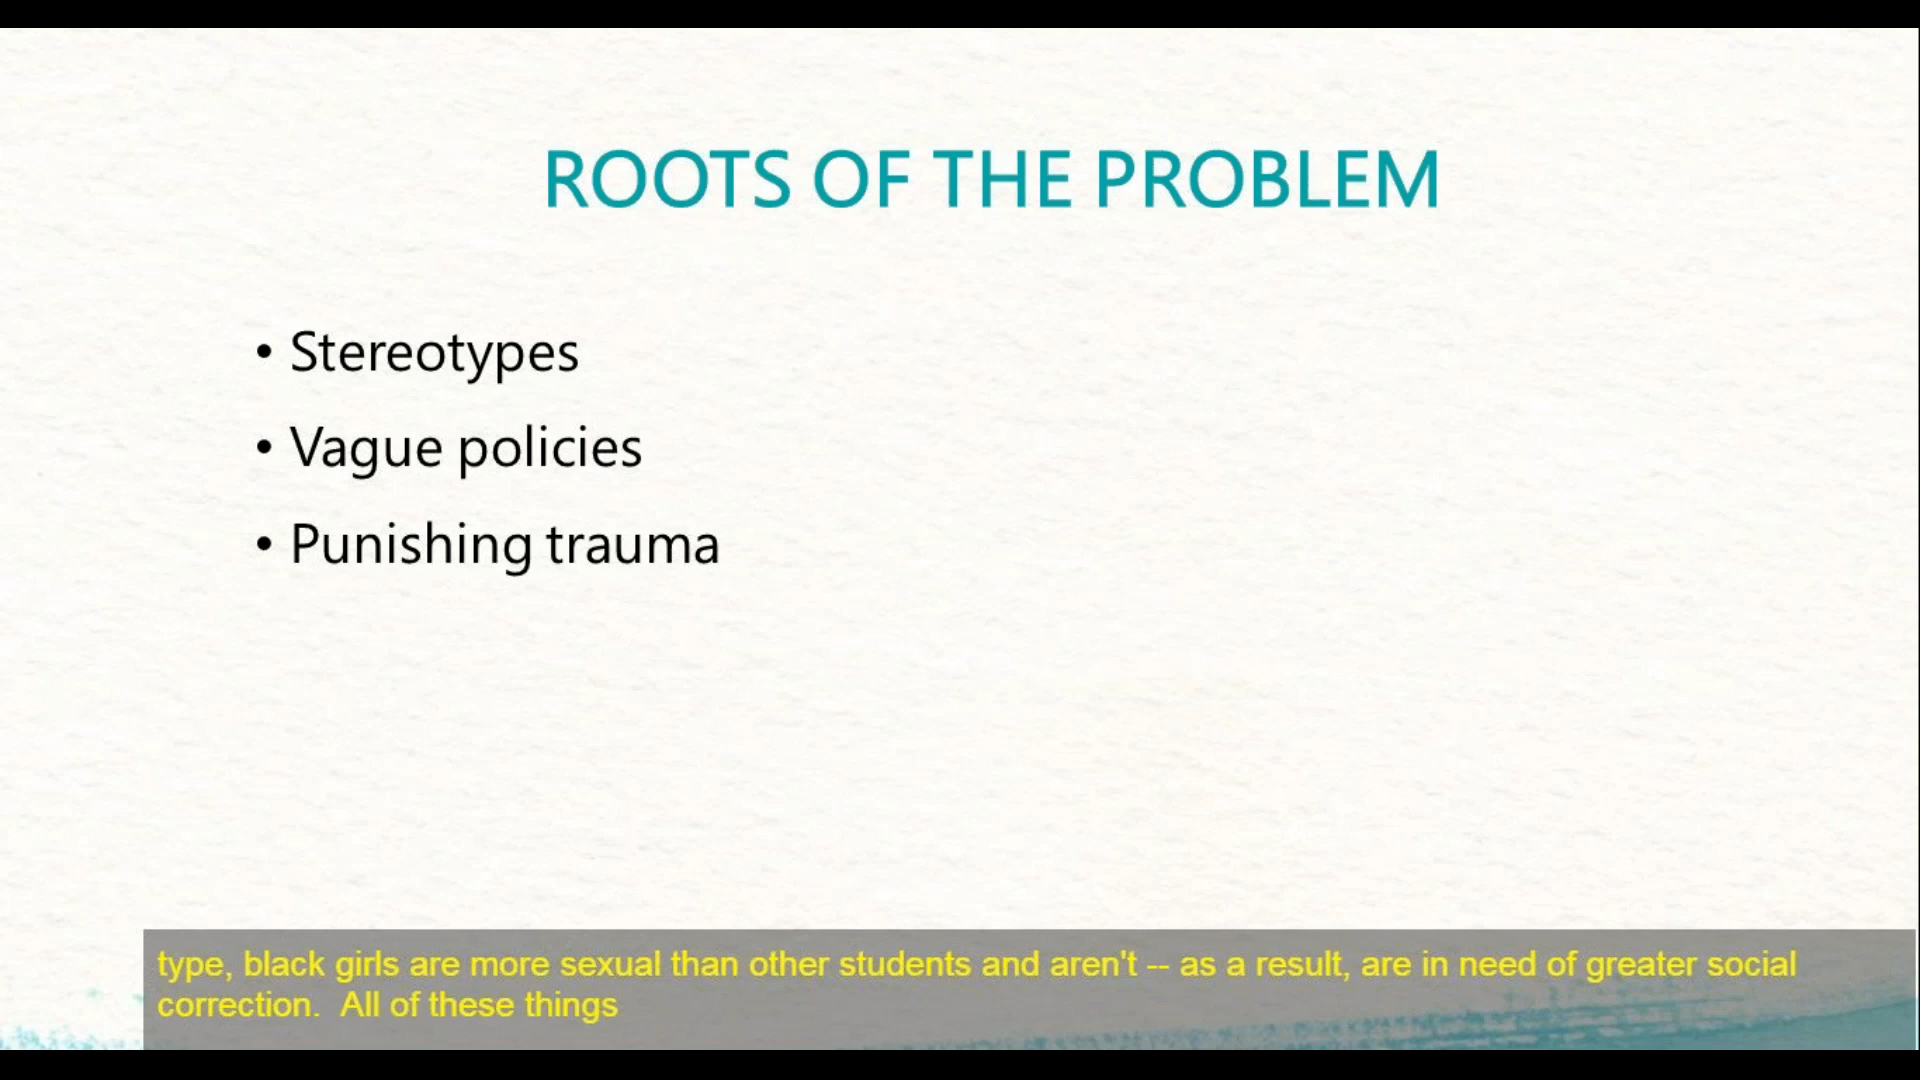 ROOTS OF THE PROBLEM
• Stereotypes
• Vague policies
• Punishing trauma
type, black girls are more sexual than other students and aren't -- as a result, are in need of greater social
correction.  All of these things